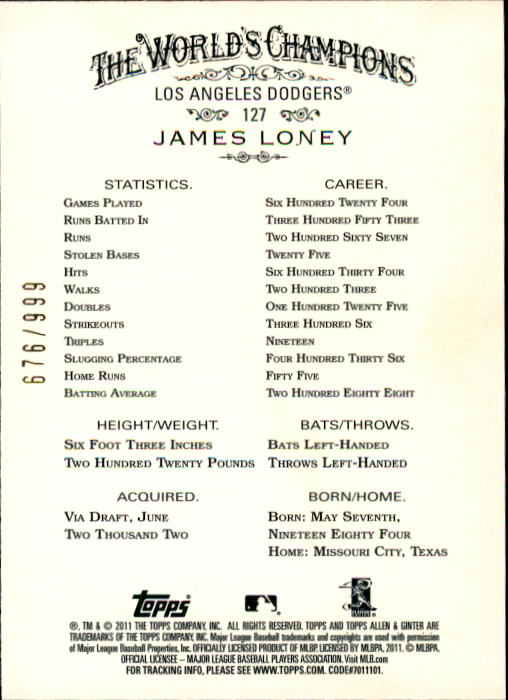 THE WORLD'S CHAMPIONS
LOS ANGELES DODGERS®
127
JAMES LONEY
STATISTICS. CAREER.
GAMES PLAYED SIX HUNDRED TWENTY FOUR
RUNS BATTED IN THREE HUNDRED FIFTY THREE
RUNS TWO HUNDRED SIXTY SEVEN
STOLEN BASES TWENTY FIVE
HITS SIX HUNDRED THIRTY FOUR
WALKS TWO HUNDRED THREE
DOUBLES ONE HUNDRED TWENTY FIVE
STRIKEOUTS THREE HUNDRED SIX
TRIPLES NINETEEN
SLUGGING PERCENTAGE FOUR HUNDRED THIRTY SIX
HOME RUNS FIFTY FIVE
BATTING AVERAGE TWO HUNDRED EIGHTY EIGHT
676/999
HEIGHT/WEIGHT. BATS/THROWS.
SIX FOOT THREE INCHES BATS LEFT-HANDED
TWO HUNDRED TWENTY POUNDS THROWS LEFT-HANDED
ACQUIRED. BORN/HOME.
VIA DRAFT, JUNE BORN: MAY SEVENTH,
TWO THOUSAND TWO NINETEEN EIGHTY FOUR
HOME: MISSOURI CITY, TEXAS
Topps
®, TM & © 2011 THE TOPPS COMPANY, INC. ALL RIGHTS RESERVED. TOPPS AND TOPPS ALLEN & GINTER ARE
TRADEMARKS OF THE TOPPS COMPANY, INC. Major League Baseball trademarks and copyrights are used with permission
of Major League Baseball Properties, Inc. OFFICIALLY LICENSED PRODUCT OF MLBP. LICENSED BY MLBPA, 2011. © MLBPA.
OFFICIAL LICENSEE – MAJOR LEAGUE BASEBALL PLAYERS ASSOCIATION. Visit MLB.com
FOR TRACKING INFO, PLEASE SEE WWW.TOPPS.COM. CODE#7011101.